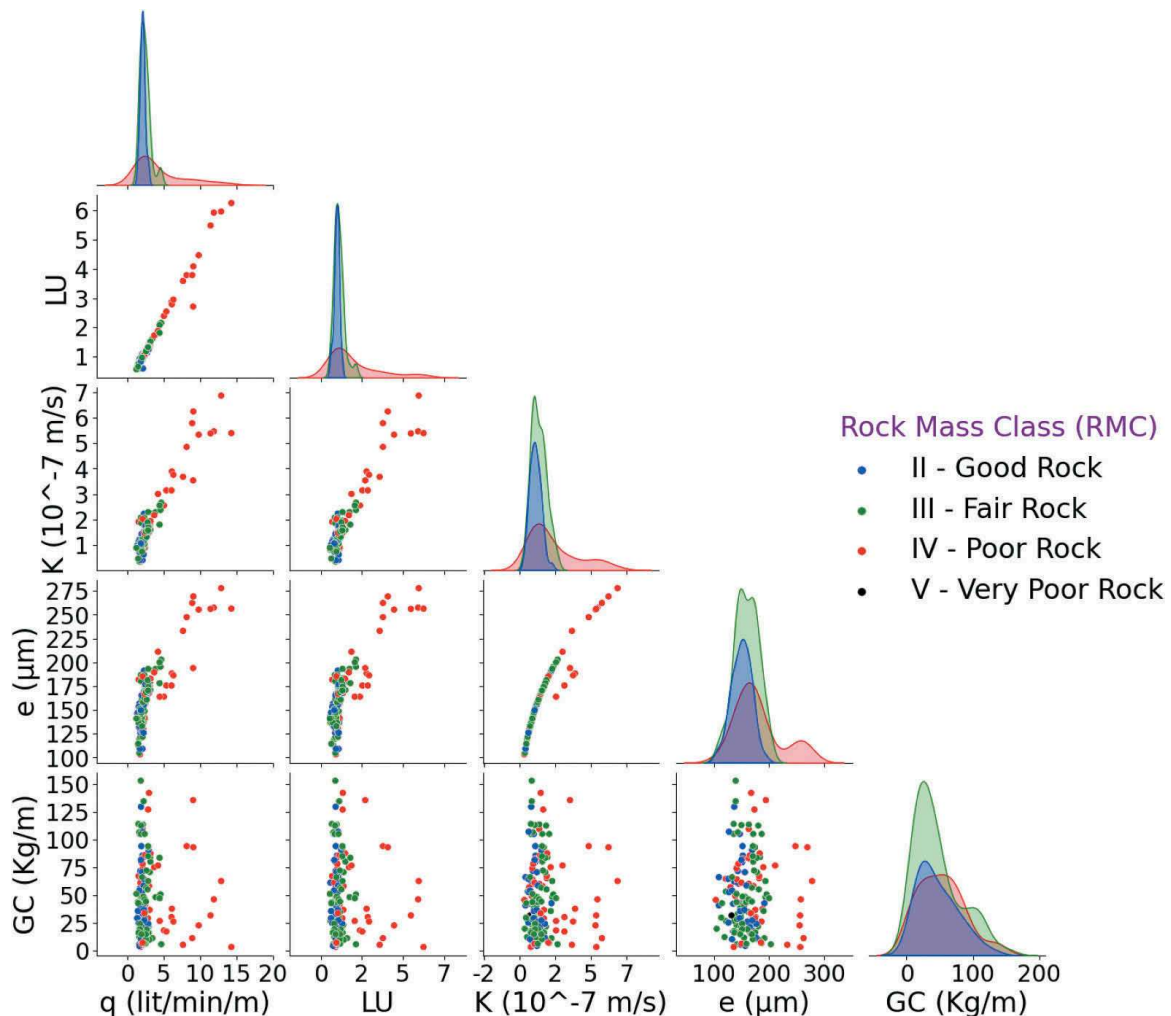 LU
6
5
4
3
2
1
K (10^-7 m/s)
7
6
5
4
3
2
1
e (µm)
275
250
225
200
175
150
125
100
GC (Kg/m)
150
125
100
75
50
25
0
0 5 10 15 20
q (lit/min/m)
0 7
LU
-2 0 2 7
K (10^-7 m/s)
100 200 300
e (µm)
0 100 200
GC (Kg/m)
Rock Mass Class (RMC)
II - Good Rock
III - Fair Rock
IV - Poor Rock
V - Very Poor Rock